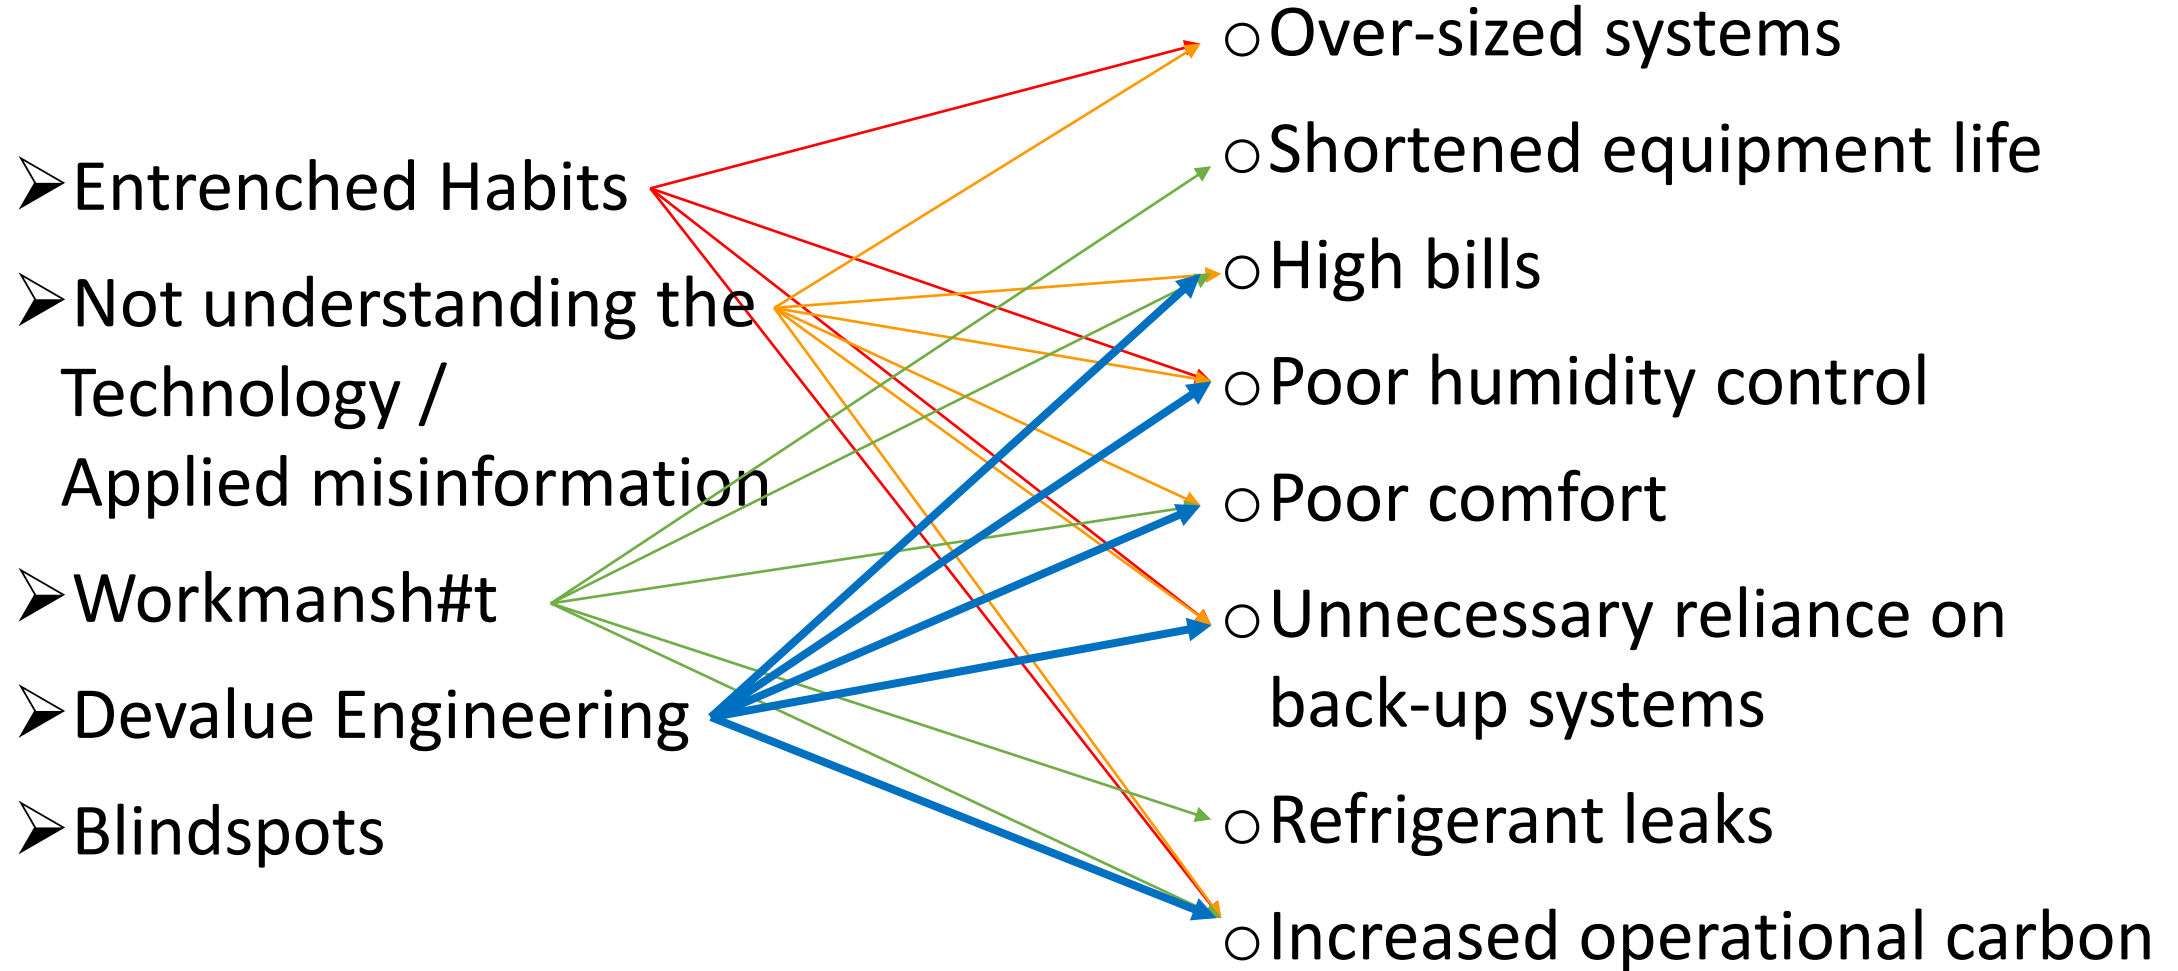 Entrenched Habits
Not understanding the
Technology /
Applied misinformation
Workmansh#t
Devalue Engineering
Blindspots
Over-sized systems
Shortened equipment life
High bills
Poor humidity control
Poor comfort
Unnecessary reliance on
back-up systems
Refrigerant leaks
Increased operational carbon